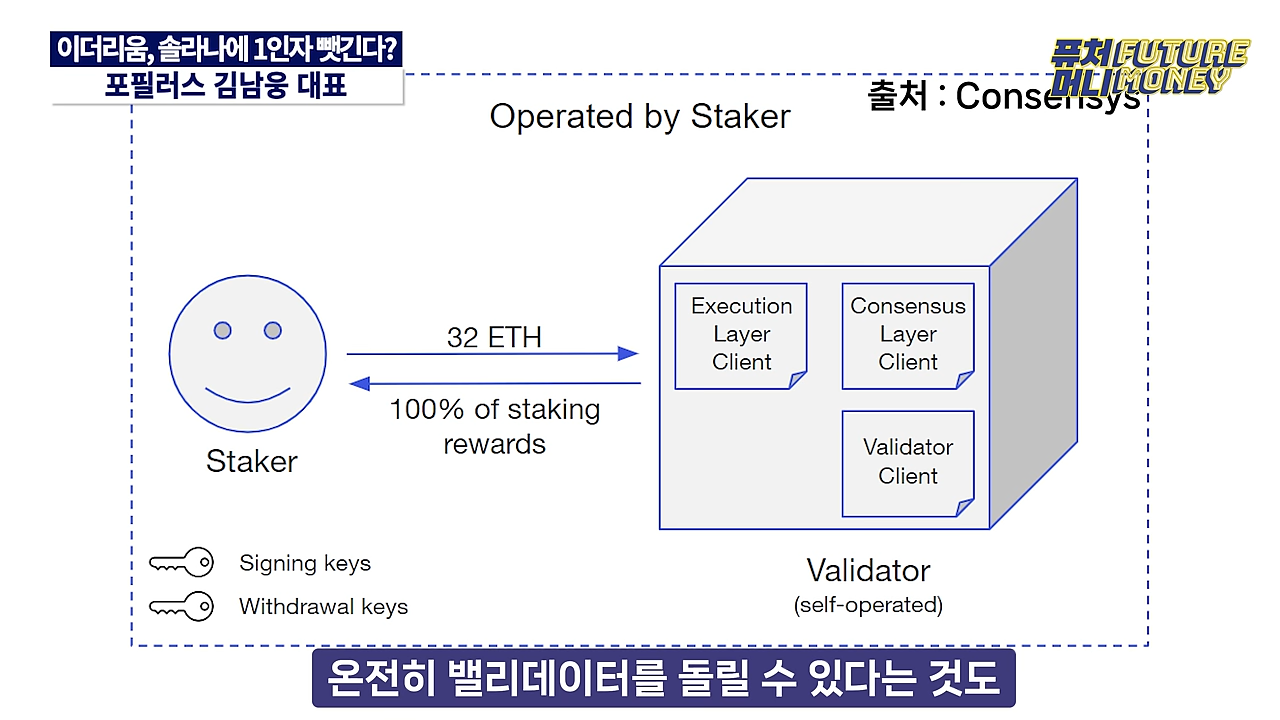 이더리움, 솔라나에 1인자 뺏긴다?
포필러스 김남웅 대표
퓨처 FUTURE
머니 MONEY
출처 : Consensys
Operated by Staker
32 ETH
100% of staking
rewards
Staker
Execution
Layer
Client
Consensus
Layer
Client
Validator
Client
Validator
(self-operated)
Signing keys
Withdrawal keys
온전히 밸리데이터를 돌릴 수 있다는 것도